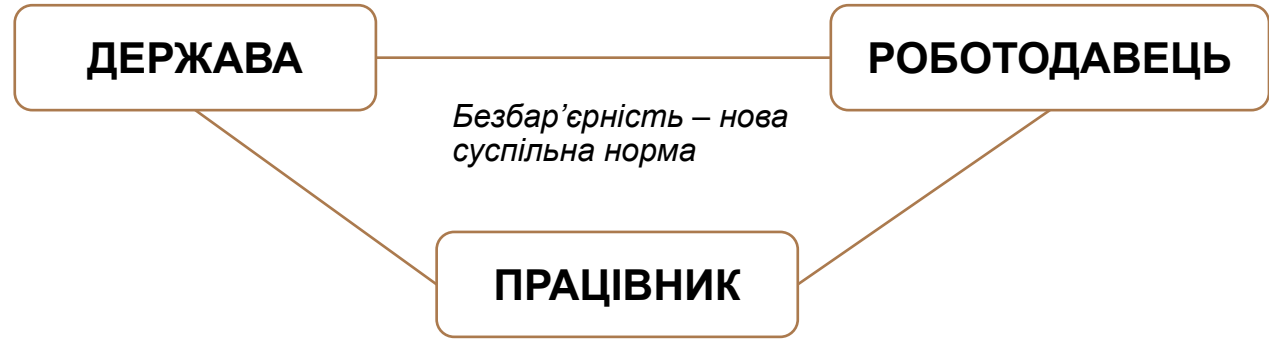 ДЕРЖАВА
РОБОТОДАВЕЦЬ
Безбар’єрність – нова
суспільна норма
ПРАЦІВНИК